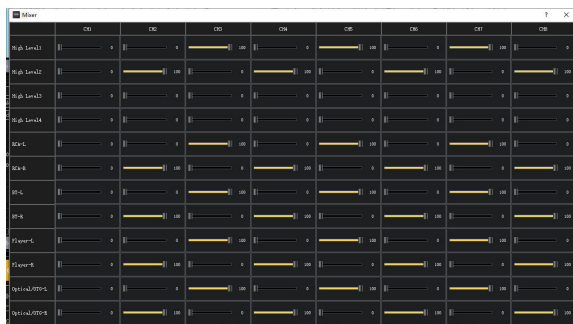 Mixer ? ×
CH1 CH2 CH3 CH4 CH5 CH6 CH7 CH8
High Level1 0 0 100 0 100 0 100 0
High Level2 0 100 0 100 0 100 0 100
High Level3 0 0 0 0 0 0 0 0
High Level4 0 0 0 0 0 0 0 0
RCA-L 0 0 100 0 100 0 100 0
RCA-R 0 100 0 100 0 100 0 100
BT-L 0 0 100 0 100 0 100 0
BT-R 0 100 0 100 0 100 0 100
Player-L 0 0 100 0 100 0 100 0
Player-R 0 100 0 100 0 100 0 100
Optical/OTG-L 0 0 100 0 100 0 100 0
Optical/OTG-R 0 100 0 100 0 100 0 100